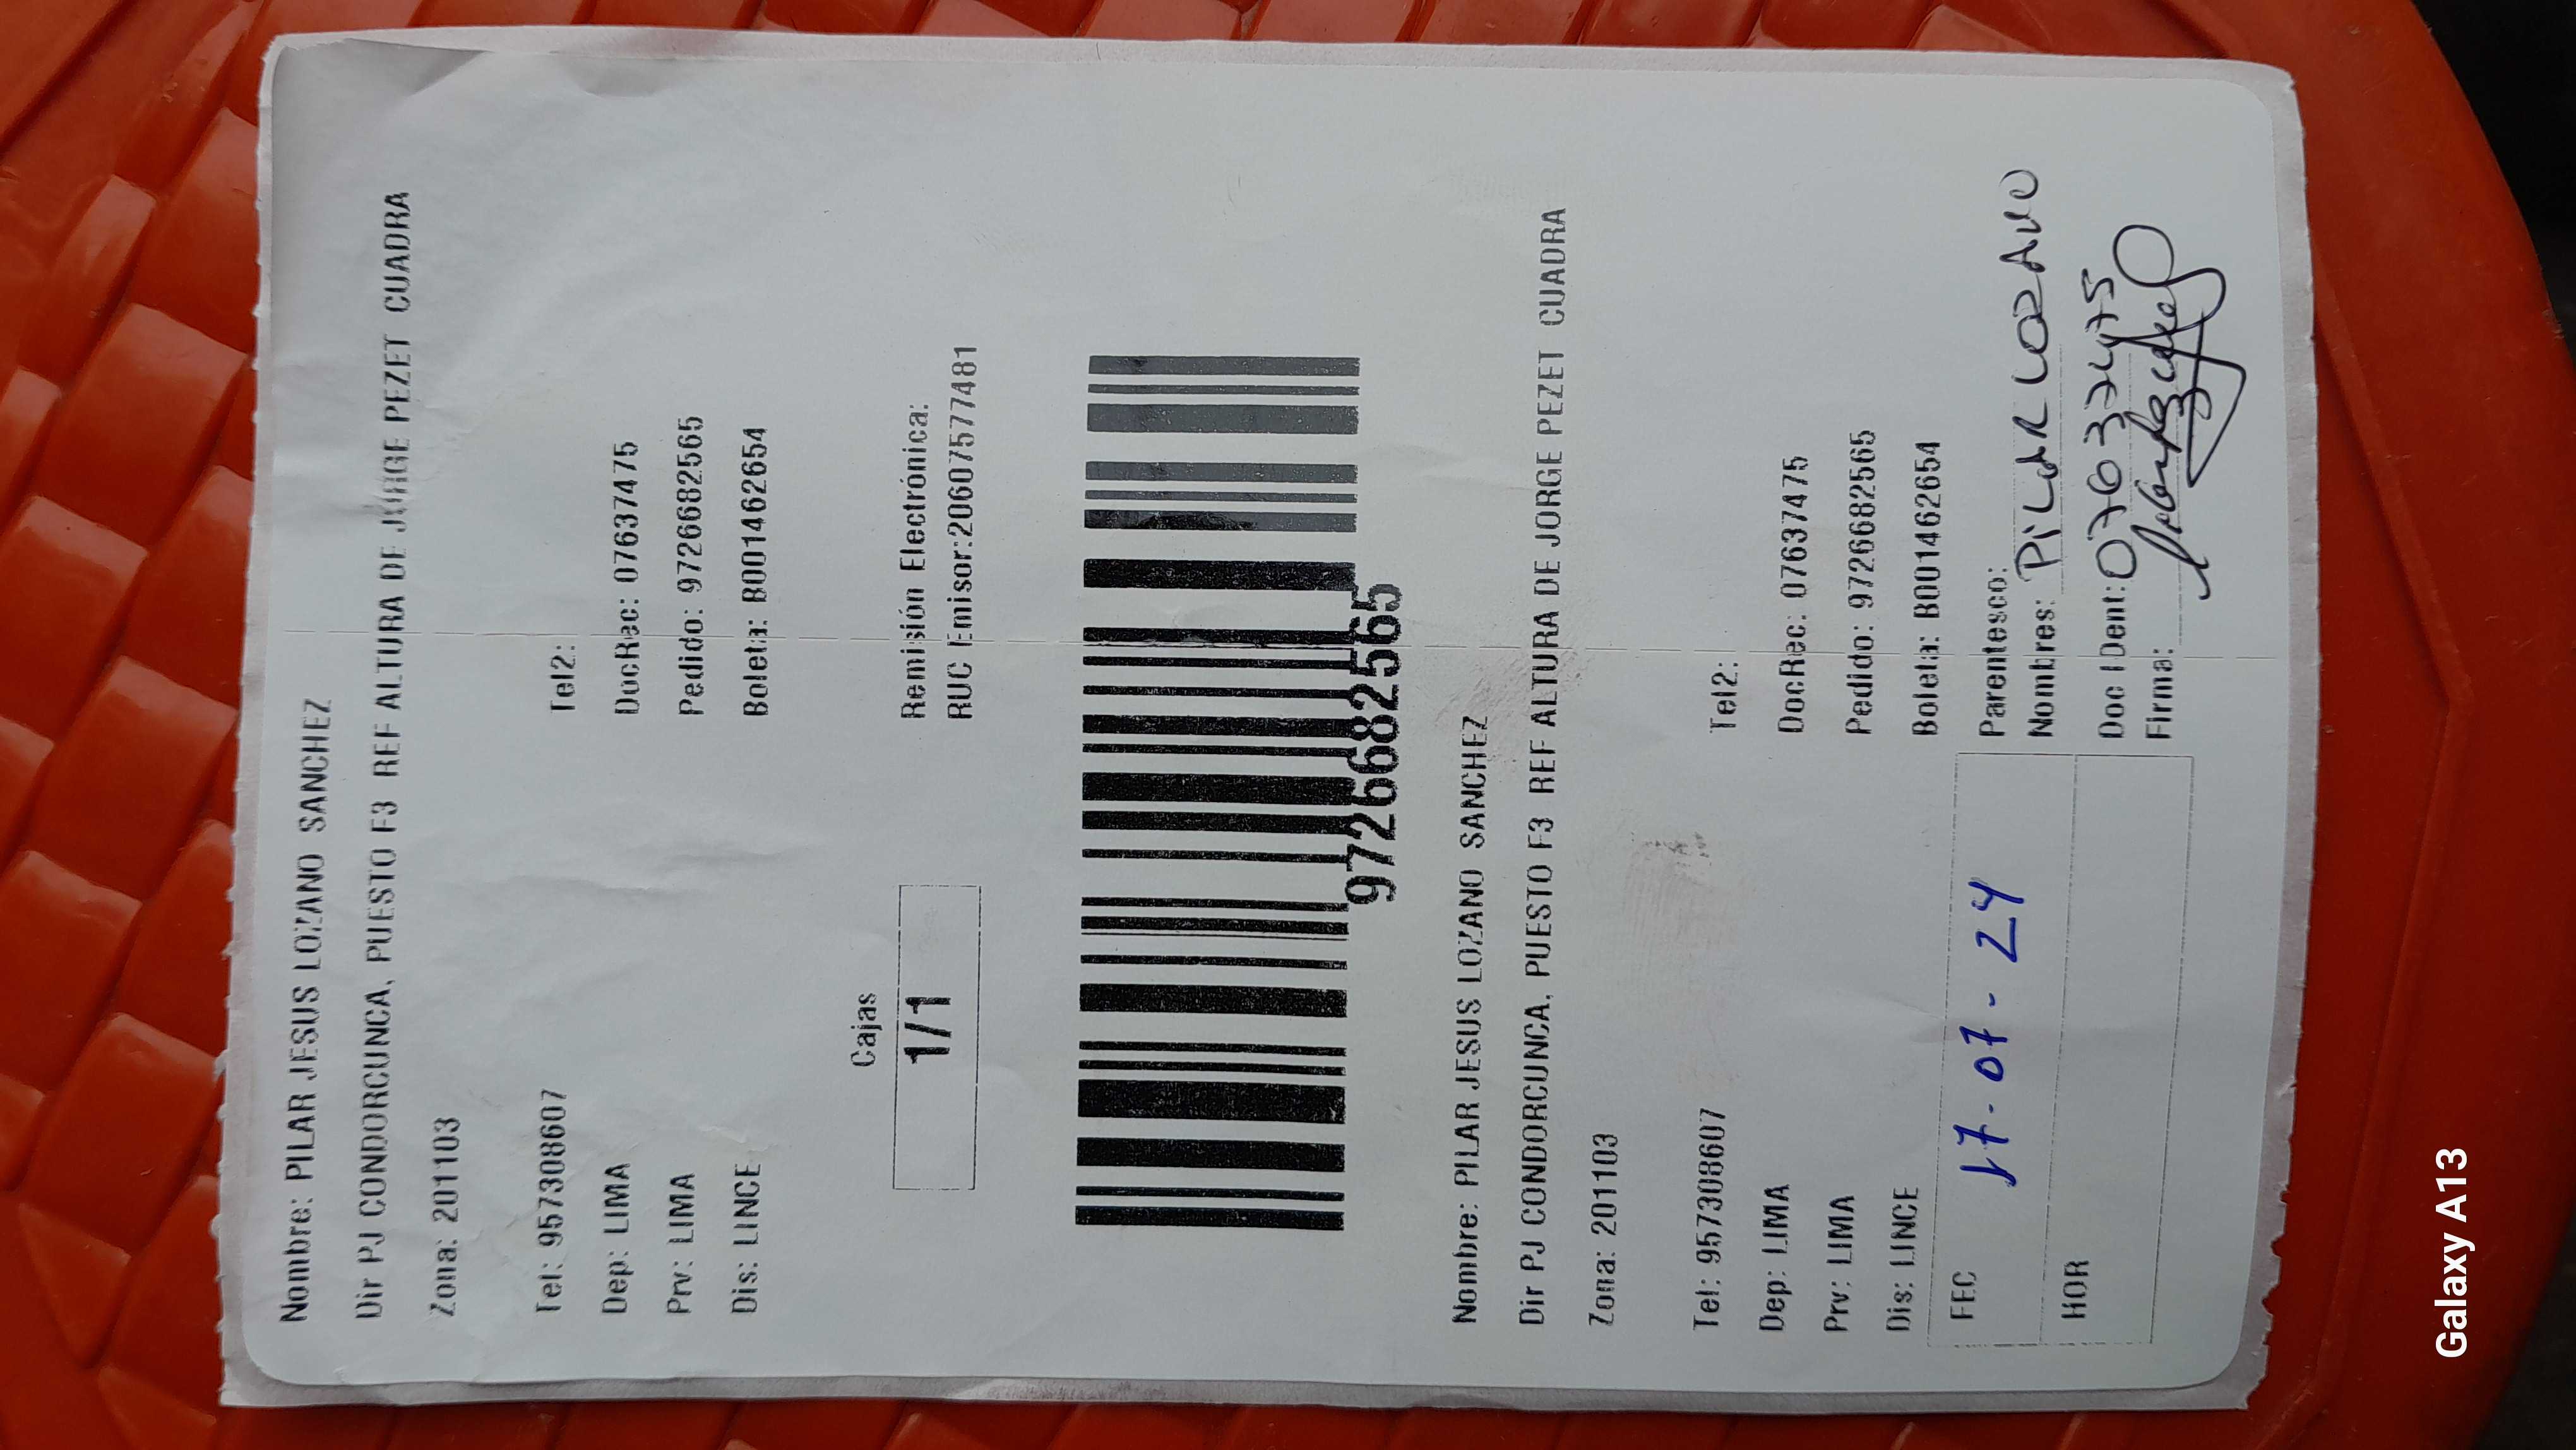 Nombre: PILAR JESUS LOZANO SANCHEZ
Dir PJ CONDORCUNCA, PUESTO F3 REF ALTURA DE JORGE PEZET CUADRA
Zona: 201103
Tel: 957308607 Tel2:
Dep: LIMA DocRec: 07637475
Prv: LIMA Pedido: 9726682565
Dis: LINCE Boleta: B001462654
Cajas
1/1
Remisión Electrónica:
RUC Emisor:20607577481
9726682565
Nombre: PILAR JESUS LOZANO SANCHEZ
Dir PJ CONDORCUNCA, PUESTO F3 REF ALTURA DE JORGE PEZET CUADRA
Zona: 201103
Tel: 957308607 Tel2:
Dep: LIMA DocRec: 07637475
Prv: LIMA Pedido: 9726682565
Dis: LINCE Boleta: B001462654
FEC 17-07-24
HOR
Parentesco:
Nombres: PILAR LOZANO
Doc IDent: 07637475
Firma:
Galaxy A13